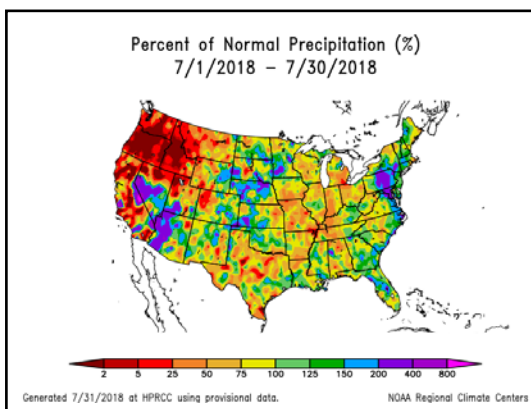 Percent of Normal Precipitation (%)
7/1/2018 – 7/30/2018
2 5 25 50 75 100 125 150 200 400 800
Generated 7/31/2018 at HPRCC using provisional data. NOAA Regional Climate Centers